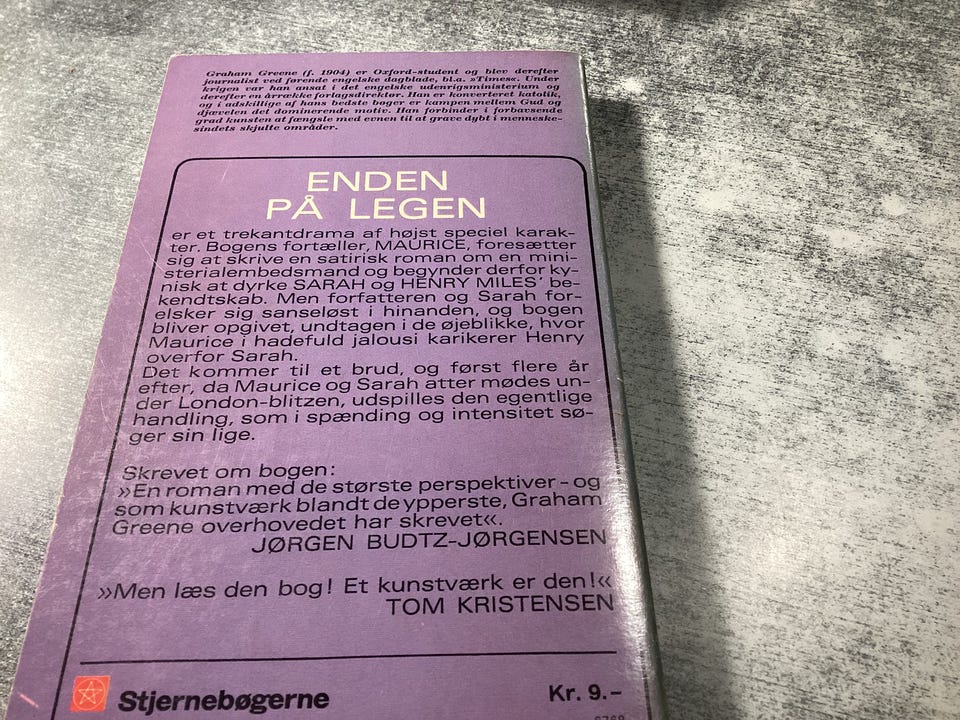 Graham Greene (f. 1904) er Oxford-student og blev derefter
journalist ved førende engelske dagblade, bl.a. »Times«. Under
krigen var han ansat i det engelske udenrigsministerium og
derefter en årrække forlagsdirektør. Han er konverteret katolik,
og i adskillige af hans bedste bøger er kampen mellem Gud og
djævelen det dominerende motiv. Han forbinder i forbavsende
grad kunsten at fængsle med evnen til at grave dybt i menneske-
sindets skjulte områder.
ENDEN
PÅ LEGEN
er et trekantdrama af højst speciel karak-
ter. Bogens fortæller, MAURICE, foresætter
sig at skrive en satirisk roman om en mini-
sterialembedsmand og begynder derfor ky-
nisk at dyrke SARAH og HENRY MILES' be-
kendtskab. Men forfatteren og Sarah for-
elsker sig sanseløst i hinanden, og bogen
bliver opgivet, undtagen i de øjeblikke, hvor
Maurice i hadefuld jalousi karikerer Henry
overfor Sarah.
Det kommer til et brud, og først flere år
efter, da Maurice og Sarah atter mødes un-
der London-blitzen, udspilles den egentlige
handling, som i spænding og intensitet sø-
ger sin lige.
Skrevet om bogen:
»En roman med de største perspektiver - og
som kunstværk blandt de ypperste, Graham
Greene overhovedet har skrevet«.
JØRGEN BUDTZ-JØRGENSEN
»Men læs den bog! Et kunstværk er den!«
TOM KRISTENSEN
Stjernebøgerne
Kr. 9.-